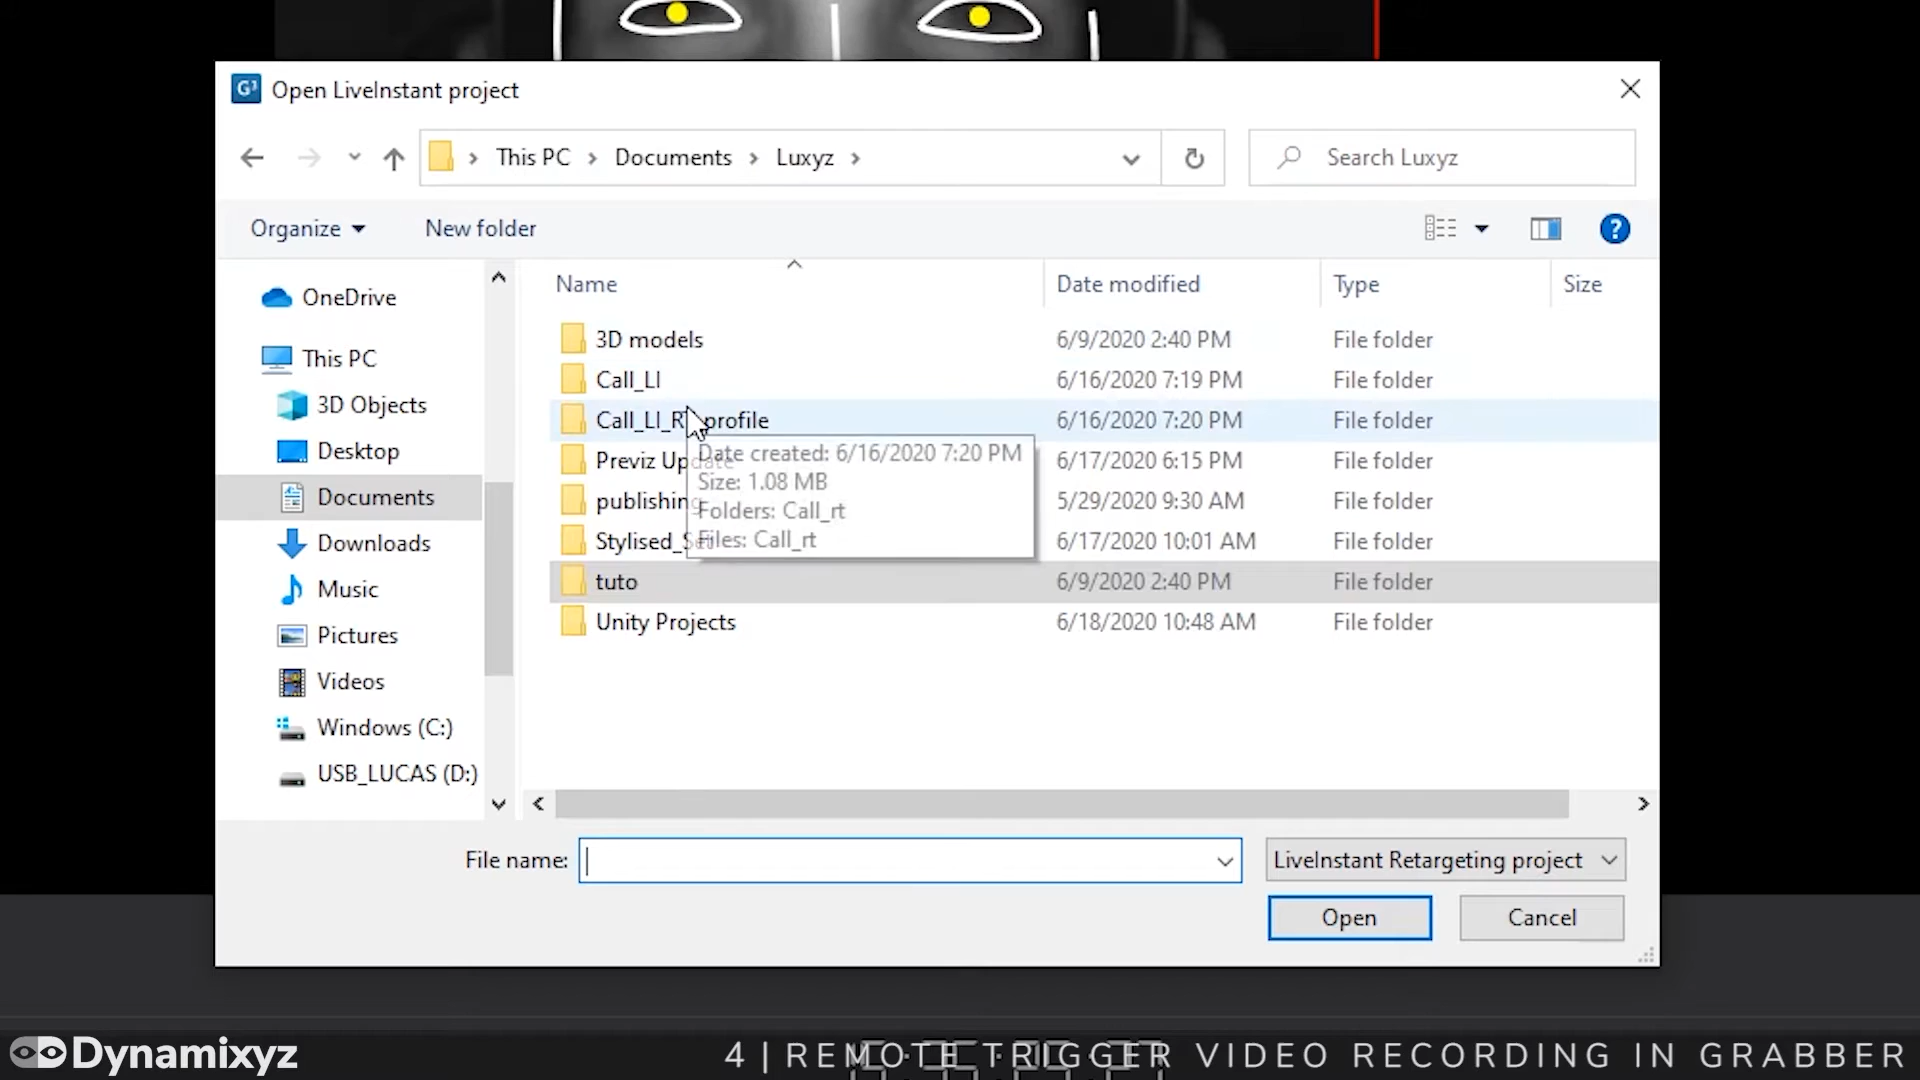 G³ Open LiveInstant project
This PC Documents Luxyz
Search Luxyz
Organize New folder
?
Name Date modified Type Size
OneDrive
This PC
3D Objects
Desktop
Documents
Downloads
Music
Pictures
Videos
Windows (C:)
USB_LUCAS (D:)
3D models 6/9/2020 2:40 PM File folder
Call_LI 6/16/2020 7:19 PM File folder
Call_LI_R profile 6/16/2020 7:20 PM File folder
Previz Update 6/17/2020 6:15 PM File folder
publishing 5/29/2020 9:30 AM File folder
Stylised_Set 6/17/2020 10:01 AM File folder
tuto 6/9/2020 2:40 PM File folder
Unity Projects 6/18/2020 10:48 AM File folder
Date created: 6/16/2020 7:20 PM
Size: 1.08 MB
Folders: Call_rt
Files: Call_rt
File name:
LiveInstant Retargeting project
Open Cancel
Dynamixyz
4 | REMOTE TRIGGER VIDEO RECORDING IN GRABBER